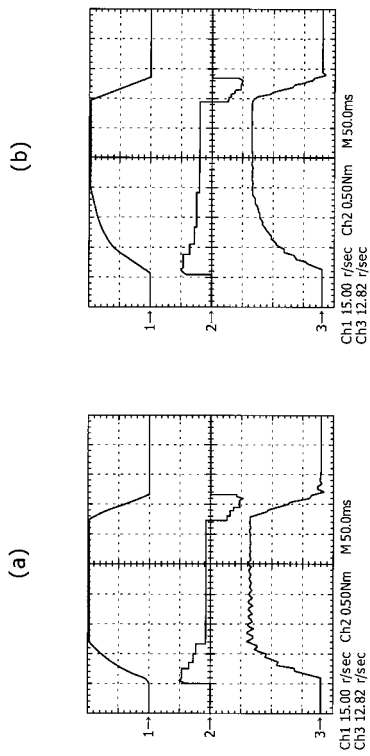 (a)
1→
2→
3→
Ch1 15.00 r/sec Ch2 0.50Nm M 50.0ms
Ch3 12.82 r/sec
(b)
1→
2→
3→
Ch1 15.00 r/sec Ch2 0.50Nm M 50.0ms
Ch3 12.82 r/sec